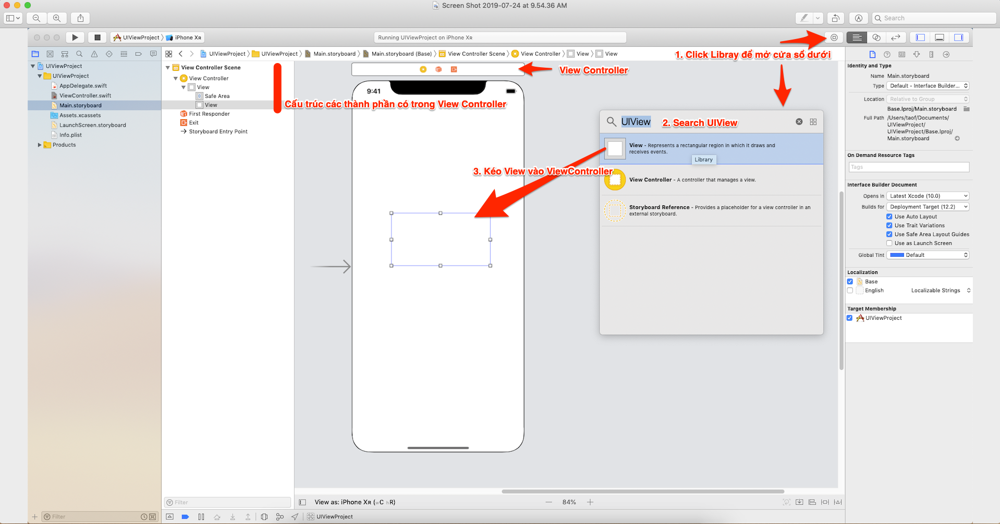 Screen Shot 2019-07-24 at 9.54.36 AM
Search
UIViewProject
iPhone XR
Running UIViewProject on iPhone XR
UIViewProject
UIViewProject
Main.storyboard
Main.storyboard (Base)
View Controller Scene
View Controller
View
View
1. Click Libray để mở cửa sổ dưới
UIViewProject
UIViewProject
AppDelegate.swift
ViewController.swift
Main.storyboard
Assets.xcassets
LaunchScreen.storyboard
Info.plist
Products
Filter
View Controller Scene
View Controller
View
Safe Area
View
First Responder
Exit
Storyboard Entry Point
Filter
View Controller
9:41
Cấu trúc các thành phần có trong View Controller
UIView
2. Search UIView
View - Represents a rectangular region in which it draws and
receives events.
Library
3. Kéo View vào ViewController
View Controller - A controller that manages a view.
Storyboard Reference - Provides a placeholder for a view controller in an
external storyboard.
View as: iPhone XR (wC hR)
84%
UIViewProject
Identity and Type
Name Main.storyboard
Type Default - Interface Builder...
Location Relative to Group
Base.lproj/Main.storyboard
Full Path /Users/taof/Documents/
UIViewProject/
UIViewProject/Base.lproj/
Main.storyboard
On Demand Resource Tags
Tags
Interface Builder Document
Opens in Latest Xcode (10.0)
Builds for Deployment Target (12.2)
Use Auto Layout
Use Trait Variations
Use Safe Area Layout Guides
Use as Launch Screen
Global Tint Default
Localization
Base
English Localizable Strings
Target Membership
UIViewProject